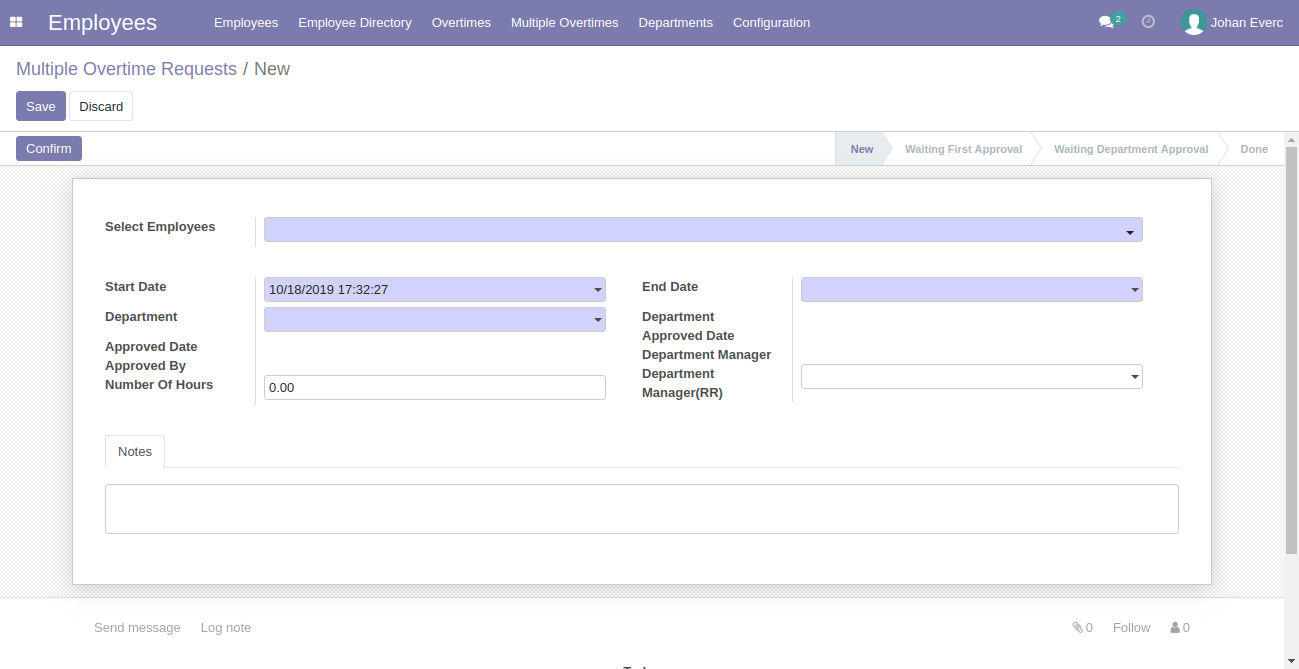 Employees
Employees Employee Directory Overtimes Multiple Overtimes Departments Configuration
2
Johan Everc
Multiple Overtime Requests / New
Save Discard
Confirm
New Waiting First Approval Waiting Department Approval Done
Select Employees
Start Date 10/18/2019 17:32:27
End Date
Department
Department
Approved Date
Approved Date
Approved By
Department Manager
Number Of Hours 0.00
Department
Manager(RR)
Notes
Send message Log note
0 Follow 0